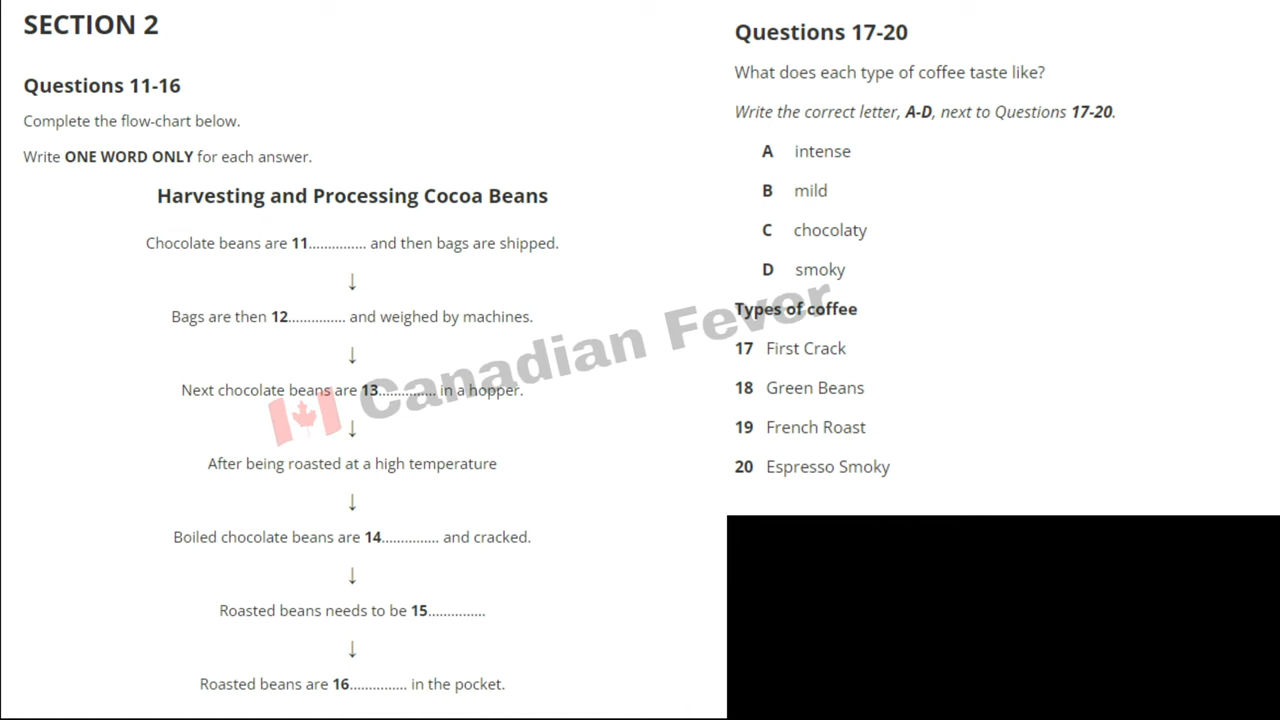 SECTION 2
Questions 11-16
Complete the flow-chart below.
Write ONE WORD ONLY for each answer.
Harvesting and Processing Cocoa Beans
Chocolate beans are 11.............. and then bags are shipped.
↓
Bags are then 12.............. and weighed by machines.
↓
Next chocolate beans are 13.............. in a hopper.
↓
After being roasted at a high temperature
↓
Boiled chocolate beans are 14.............. and cracked.
↓
Roasted beans needs to be 15..............
↓
Roasted beans are 16.............. in the pocket.
Questions 17-20
What does each type of coffee taste like?
Write the correct letter, A-D, next to Questions 17-20.
A intense
B mild
C chocolaty
D smoky
Types of coffee
17 First Crack
18 Green Beans
19 French Roast
20 Espresso Smoky
Canadian Fever